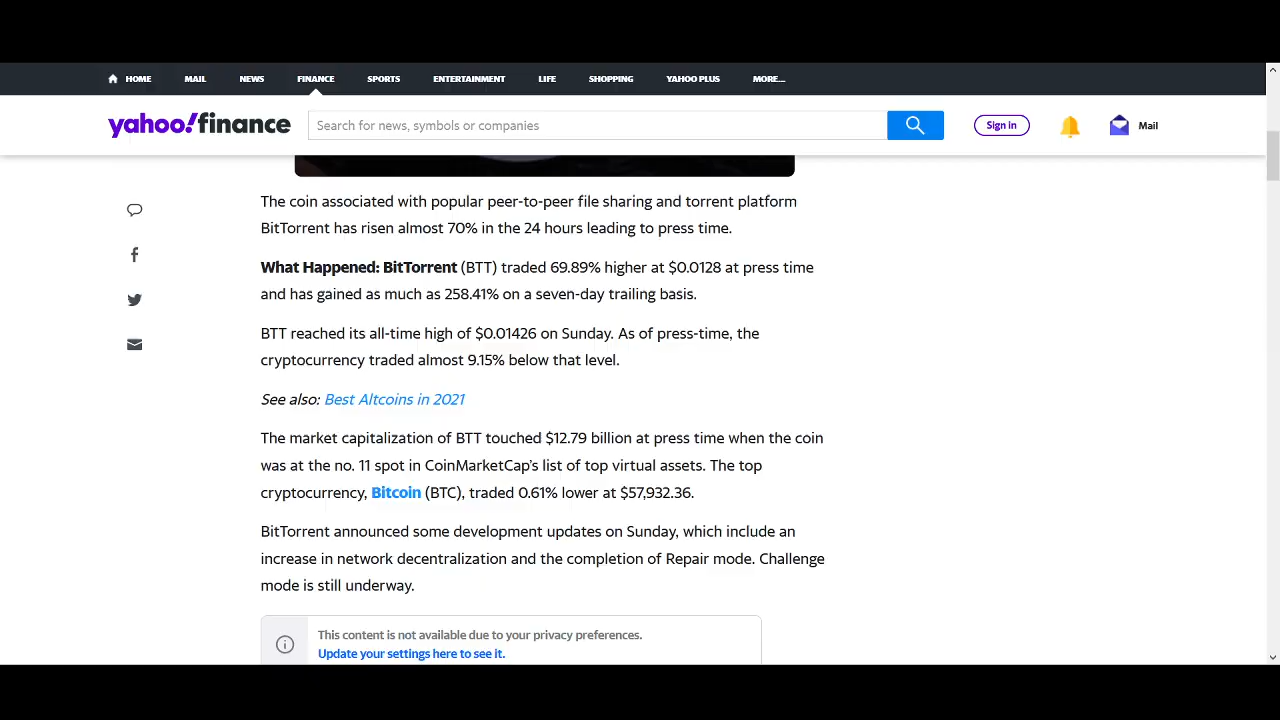 HOME MAIL NEWS FINANCE SPORTS ENTERTAINMENT LIFE SHOPPING YAHOO PLUS MORE...
yahoo!finance Search for news, symbols or companies Sign in Mail
The coin associated with popular peer-to-peer file sharing and torrent platform
BitTorrent has risen almost 70% in the 24 hours leading to press time.
What Happened: BitTorrent (BTT) traded 69.89% higher at $0.0128 at press time
and has gained as much as 258.41% on a seven-day trailing basis.
BTT reached its all-time high of $0.01426 on Sunday. As of press-time, the
cryptocurrency traded almost 9.15% below that level.
See also: Best Altcoins in 2021
The market capitalization of BTT touched $12.79 billion at press time when the coin
was at the no. 11 spot in CoinMarketCap's list of top virtual assets. The top
cryptocurrency, Bitcoin (BTC), traded 0.61% lower at $57,932.36.
BitTorrent announced some development updates on Sunday, which include an
increase in network decentralization and the completion of Repair mode. Challenge
mode is still underway.
This content is not available due to your privacy preferences.
Update your settings here to see it.